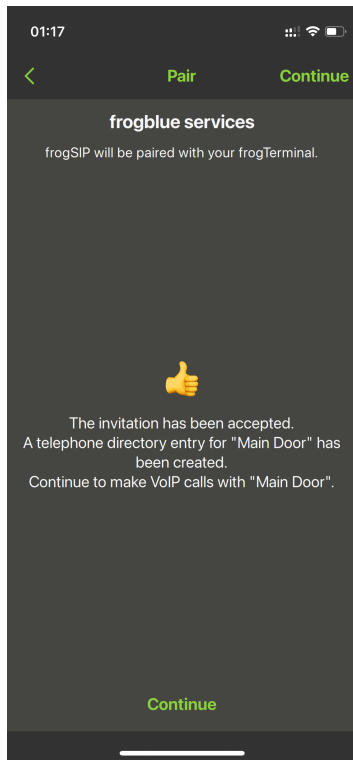 01:17
Pair
Continue
frogblue services
frogSIP will be paired with your frogTerminal.
The invitation has been accepted.
A telephone directory entry for "Main Door" has
been created.
Continue to make VoIP calls with "Main Door".
Continue